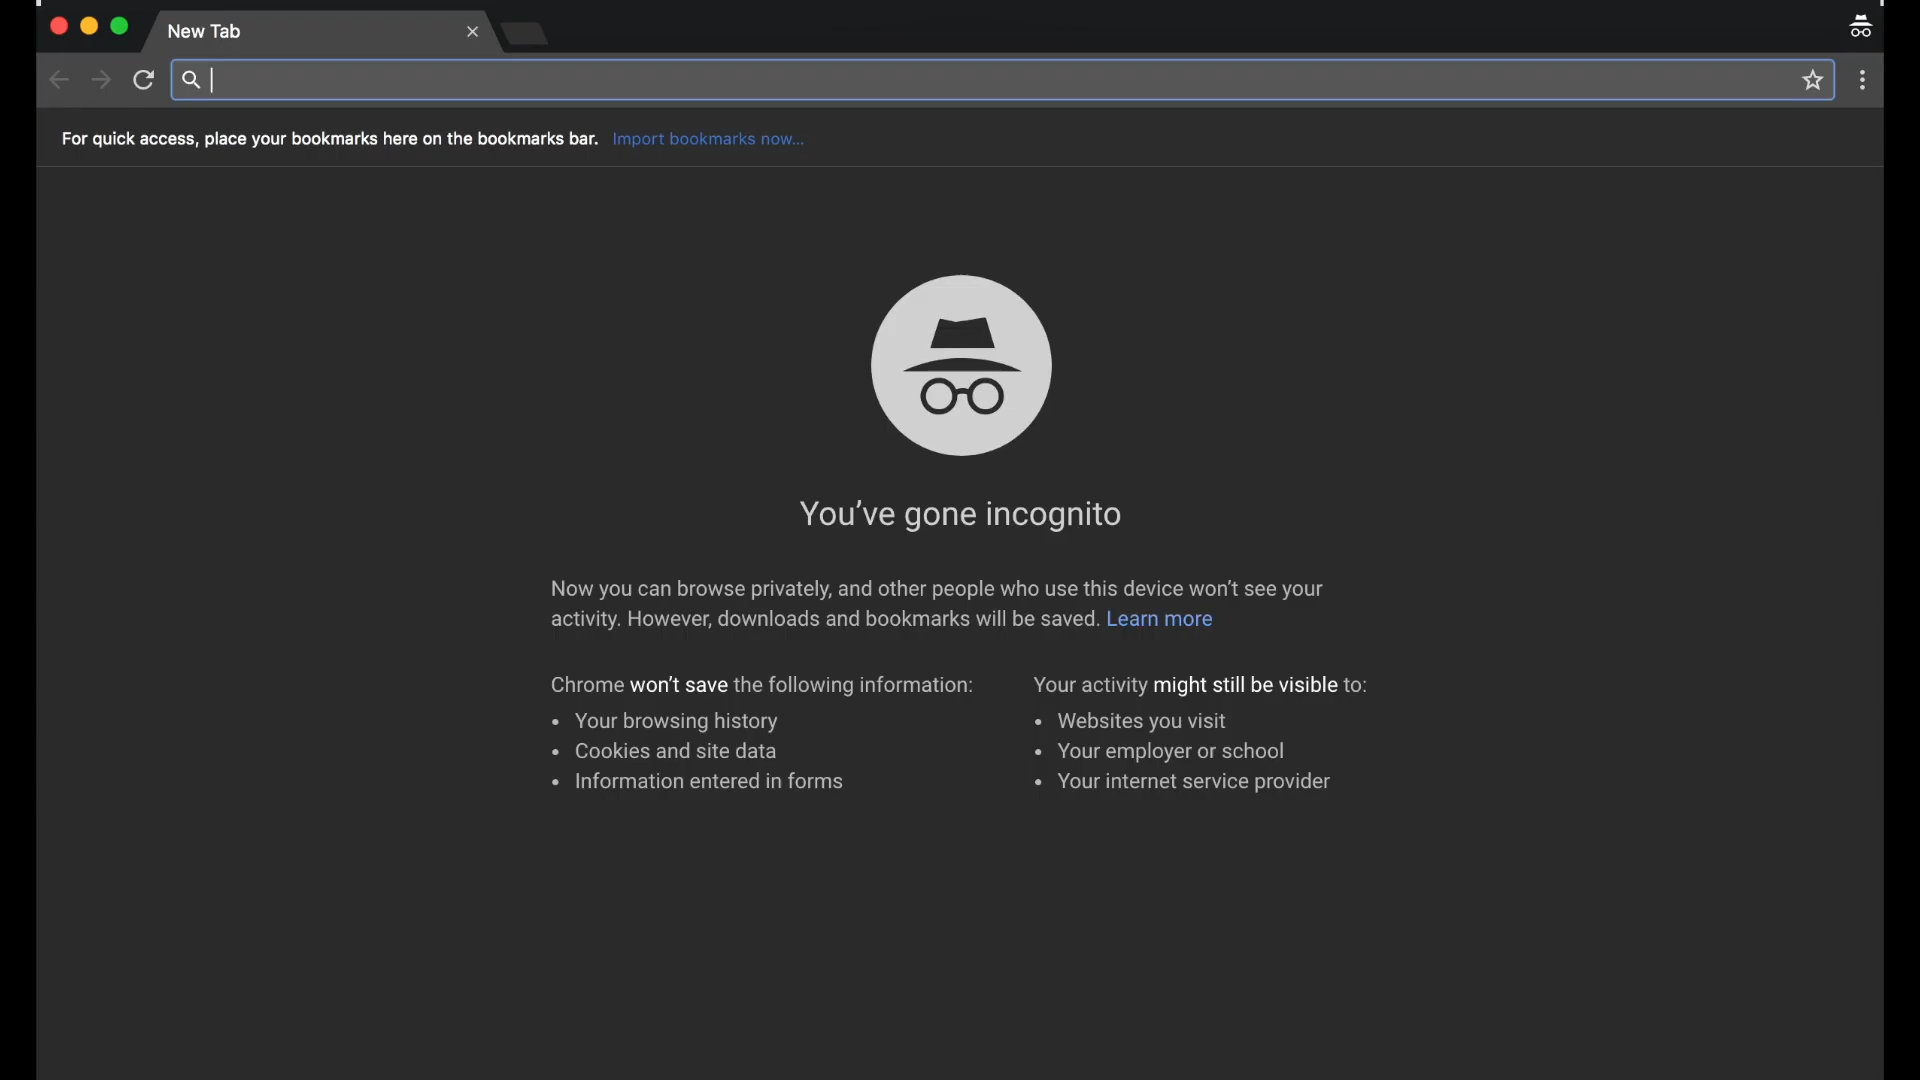 New Tab
For quick access, place your bookmarks here on the bookmarks bar. Import bookmarks now...
You’ve gone incognito
Now you can browse privately, and other people who use this device won’t see your
activity. However, downloads and bookmarks will be saved. Learn more
Chrome won’t save the following information:
• Your browsing history
• Cookies and site data
• Information entered in forms
Your activity might still be visible to:
• Websites you visit
• Your employer or school
• Your internet service provider